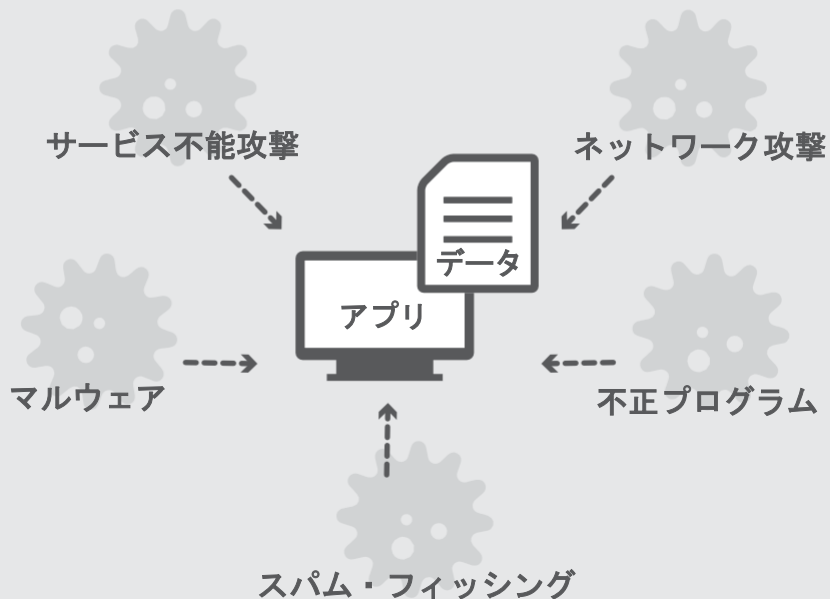 サービス不能攻撃
ネットワーク攻撃
データ
アプリ
マルウェア
不正プログラム
スパム・フィッシング